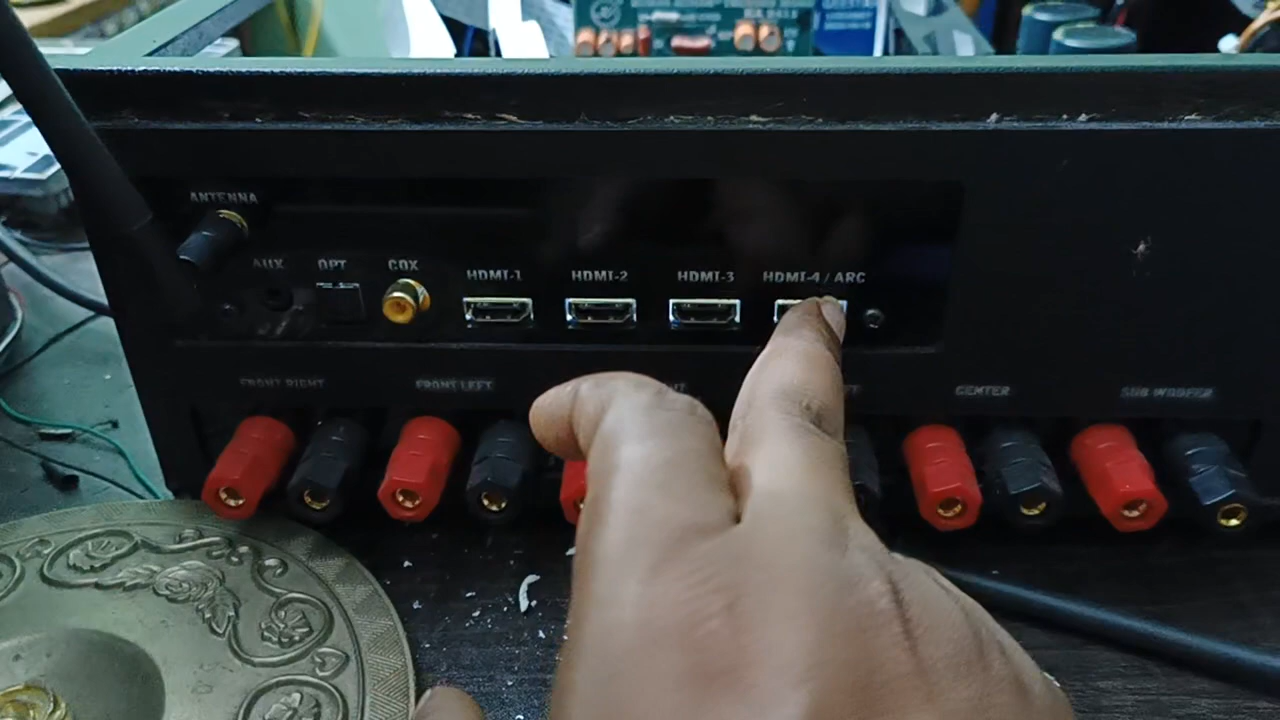 ANTENNA
AUX OPT COX HDMI-1 HDMI-2 HDMI-3 HDMI-4 / ARC
FRONT RIGHT FRONT LEFT CENTER SUB WOOFER